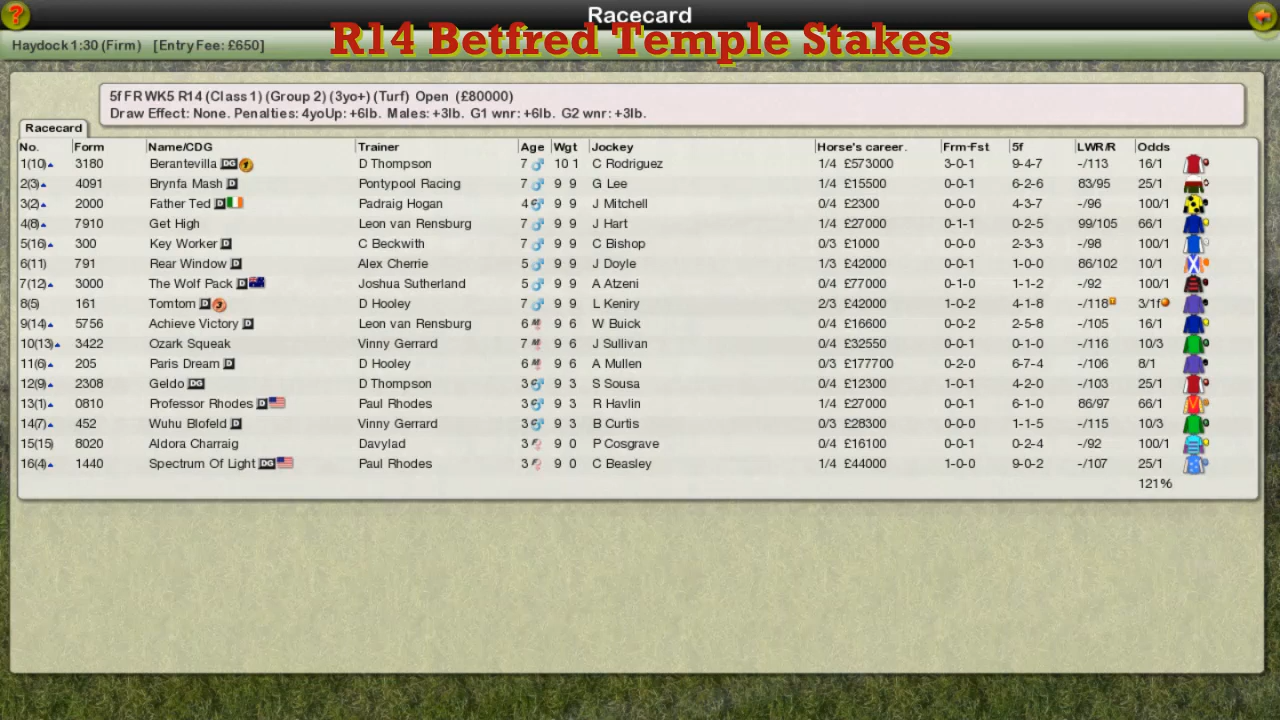 Racecard
R14 Betfred Temple Stakes
Haydock 1:30 (Firm) [Entry Fee: £650]
5f FR WK5 R14 (Class 1) (Group 2) (3yo+) (Turf) Open (£80000)
Draw Effect: None. Penalties: 4yoUp: +6lb. Males: +3lb. G1 wnr: +6lb. G2 wnr: +3lb.
Racecard
No. Form Name/CDG Trainer Age Wgt Jockey Horse's career. Frm-Fst 5f LWR/R Odds
1(10) 3180 Berantevilla DG 1 D Thompson 7 10 1 C Rodriguez 1/4 £573000 3-0-1 9-4-7 -/113 16/1
2(3) 4091 Brynfa Mash D Pontypool Racing 7 9 9 G Lee 1/4 £15500 0-0-1 6-2-6 83/95 25/1
3(2) 2000 Father Ted D Padraig Hogan 4 9 9 J Mitchell 0/4 £2300 0-0-0 4-3-7 -/96 100/1
4(8) 7910 Get High Leon van Rensburg 7 9 9 J Hart 1/4 £27000 0-1-1 0-2-5 99/105 66/1
5(16) 300 Key Worker D C Beckwith 7 9 9 C Bishop 0/3 £1000 0-0-0 2-3-3 -/98 100/1
6(11) 791 Rear Window D Alex Cherrie 5 9 9 J Doyle 1/3 £42000 0-0-1 1-0-0 86/102 10/1
7(12) 3000 The Wolf Pack D Joshua Sutherland 5 9 9 A Atzeni 0/4 £77000 0-1-0 1-1-2 -/92 100/1
8(5) 161 Tomtom D 3 D Hooley 7 9 9 L Keniry 2/3 £42000 1-0-2 4-1-8 -/118 3/1f
9(14) 5756 Achieve Victory D Leon van Rensburg 6 9 6 W Buick 0/4 £16600 0-0-2 2-5-8 -/105 16/1
10(13) 3422 Ozark Squeak Vinny Gerrard 7 9 6 J Sullivan 0/4 £32550 0-1-0 0-1-0 -/116 10/3
11(6) 205 Paris Dream D D Hooley 6 9 6 A Mullen 0/3 £177700 0-2-0 6-7-4 -/106 8/1
12(9) 2308 Geldo DG D Thompson 3 9 3 S Sousa 0/4 £12300 1-0-1 4-2-0 -/103 25/1
13(1) 0810 Professor Rhodes D Paul Rhodes 3 9 3 R Havlin 1/4 £27000 0-0-1 6-1-0 86/97 66/1
14(7) 452 Wuhu Blofeld D Vinny Gerrard 3 9 3 B Curtis 0/3 £28300 0-0-0 1-1-5 -/115 10/3
15(15) 8020 Aldora Charraig Davylad 3 9 0 P Cosgrave 0/4 £16100 0-0-1 0-2-4 -/92 100/1
16(4) 1440 Spectrum Of Light DG Paul Rhodes 3 9 0 C Beasley 1/4 £44000 1-0-0 9-0-2 -/107 25/1
121%